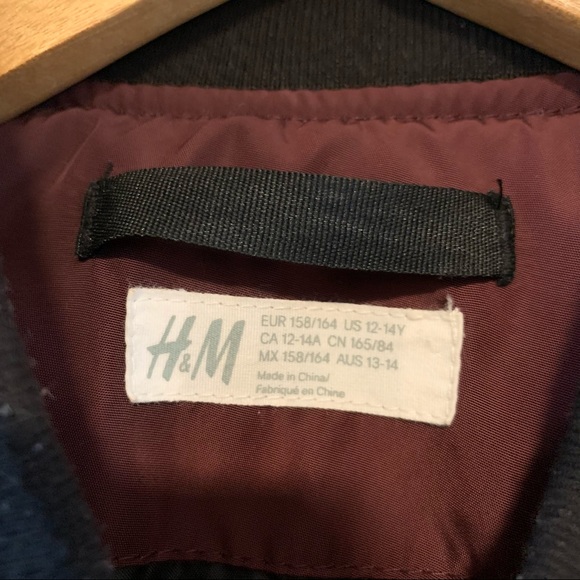 H&M
EUR 158/164 US 12-14Y
CA 12-14A CN 165/84
MX 158/164 AUS 13-14
Made in China/
Fabriqué en Chine